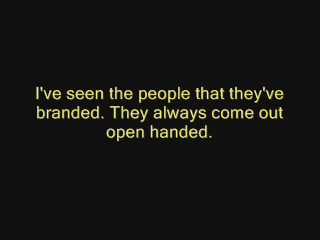 I've seen the people that they've
branded. They always come out
open handed.